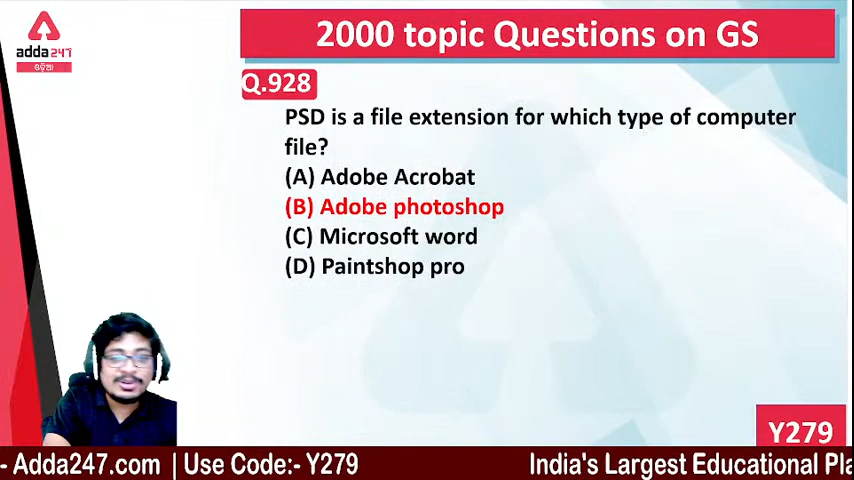 adda247
ଓଡ଼ିଆ
2000 topic Questions on GS
Q.928
PSD is a file extension for which type of computer
file?
(A) Adobe Acrobat
(B) Adobe photoshop
(C) Microsoft word
(D) Paintshop pro
Y279
- Adda247.com | Use Code:- Y279
India's Largest Educational Pla